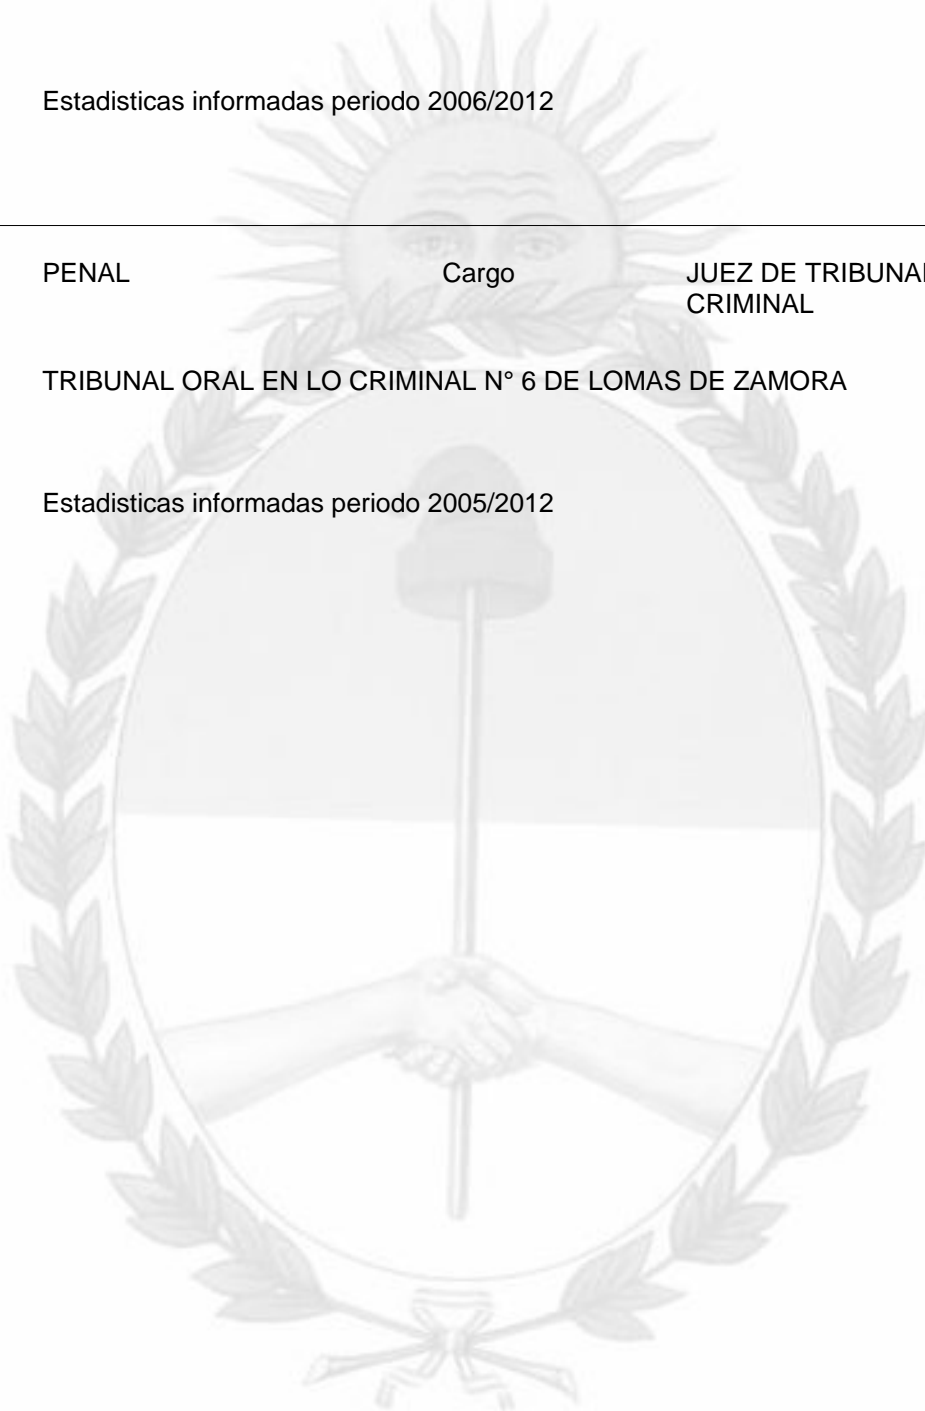 Estadisticas informadas periodo 2006/2012
PENAL Cargo JUEZ DE TRIBUNAL
CRIMINAL
TRIBUNAL ORAL EN LO CRIMINAL N° 6 DE LOMAS DE ZAMORA
Estadisticas informadas periodo 2005/2012